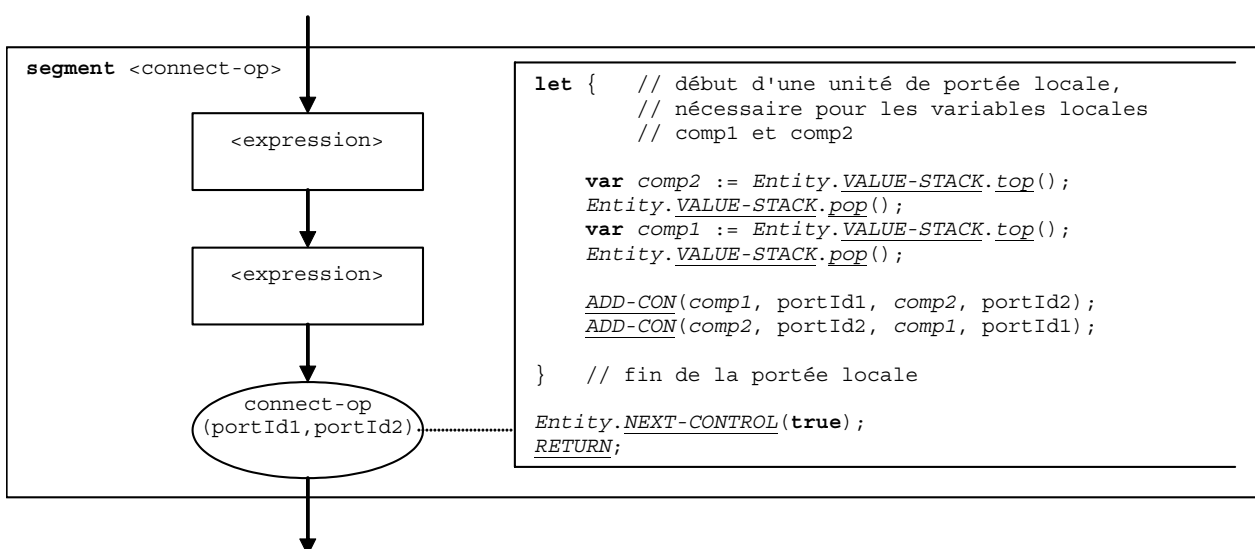 segment <connect-op>
<expression>
<expression>
connect-op
(portId1,portId2)
let { // début d'une unité de portée locale,
// nécessaire pour les variables locales
// comp1 et comp2
var comp2 := Entity.VALUE-STACK.top();
Entity.VALUE-STACK.pop();
var comp1 := Entity.VALUE-STACK.top();
Entity.VALUE-STACK.pop();
ADD-CON(comp1, portId1, comp2, portId2);
ADD-CON(comp2, portId2, comp1, portId1);
} // fin de la portée locale
Entity.NEXT-CONTROL(true);
RETURN;